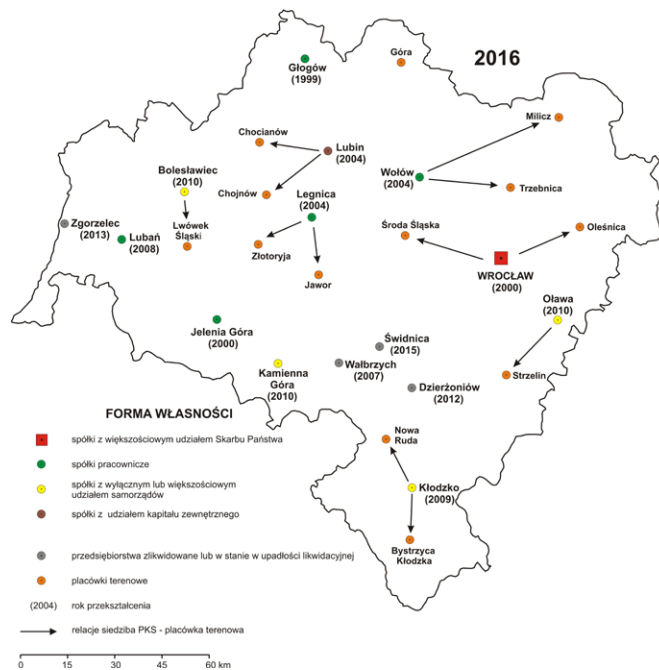 2016
Góra
Głogów
(1999)
Milicz
Chocianów
Lubin
(2004)
Bolesławiec
(2010)
Wołów
(2004)
Trzebnica
Chojnów
Legnica
(2004)
Zgorzelec
(2013)
Lubań
(2008)
Lwówek
Śląski
Złotoryja
Jawor
Środa Śląska
Oleśnica
WROCŁAW
(2000)
Oława
(2010)
Jelenia Góra
(2000)
Świdnica
(2015)
Kamienna
Góra
(2010)
Wałbrzych
(2007)
Dzierżoniów
(2012)
Strzelin
Nowa
Ruda
Kłodzko
(2009)
Bystrzyca
Kłodzka
FORMA WŁASNOŚCI
spółki z większościowym udziałem Skarbu Państwa
spółki pracownicze
spółki z wyłącznym lub większościowym
udziałem samorządów
spółki z udziałem kapitału zewnętrznego
przedsiębiorstwa zlikwidowane lub w stanie w upadłości likwidacyjnej
placówki terenowe
(2004) rok przekształcenia
relacje siedziba PKS - placówka terenowa
0 15 30 45 60 km